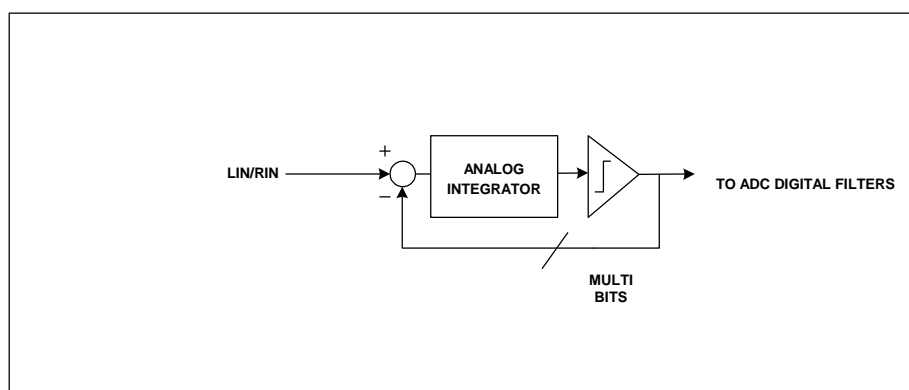 +
LIN/RIN
−
ANALOG
INTEGRATOR
TO ADC DIGITAL FILTERS
MULTI
BITS